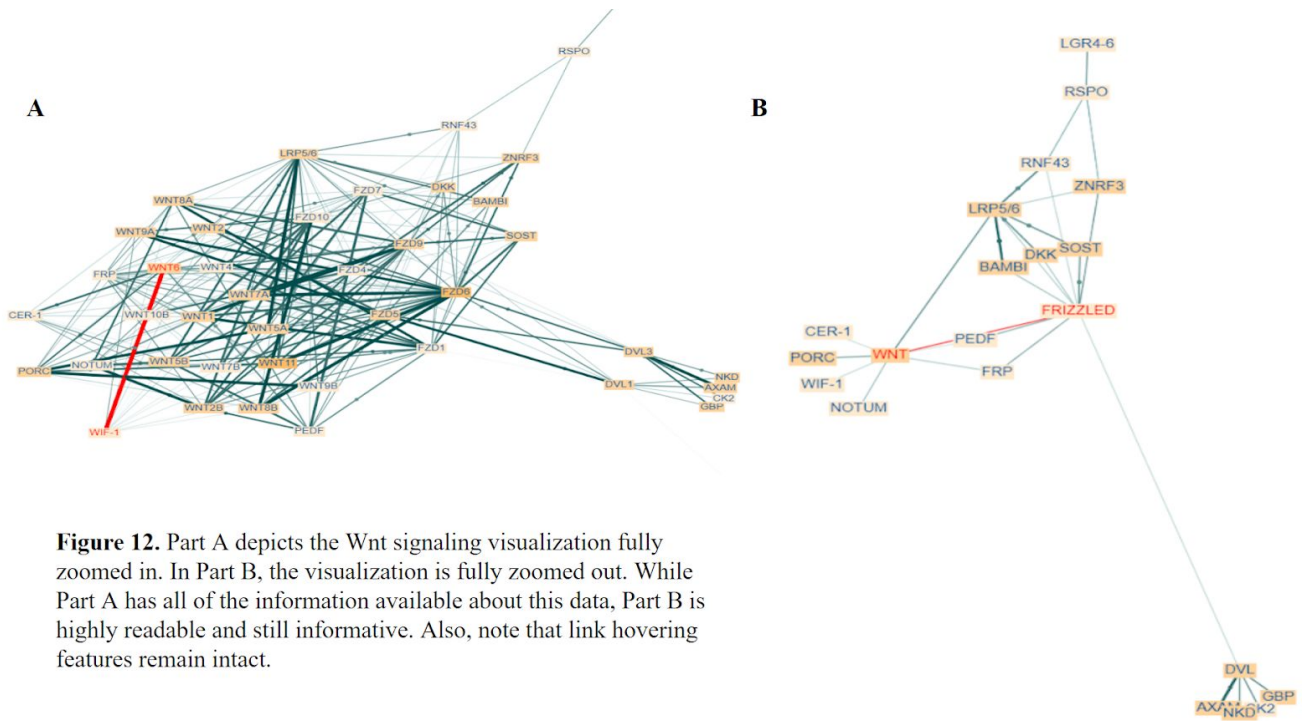 A
RSPO
RNF43
LRP5/6
ZNRF3
FZD7
DKK
BAMBI
WNT8A
FZD10
WNT2
WNT9A
SOST
FZD9
WNT6
WNT4
FZD4
FRP
FZD6
WNT7A
CER-1
WNT10B
WNT1
FZD5
WNT5A
FZD1
DVL3
WNT5B
NOTUM
WNT7B
WNT11
PORC
NKD
DVL1
AXAM
WNT9B
CK2
GBP
WNT2B
WNT8B
WIF-1
PEDF
B
LGR4-6
RSPO
RNF43
ZNRF3
LRP5/6
SOST
DKK
BAMBI
FRIZZLED
CER-1
PEDF
WNT
PORC
FRP
WIF-1
NOTUM
DVL
GBP
AXAM
CK2
NKD
Figure 12. Part A depicts the Wnt signaling visualization fully
zoomed in. In Part B, the visualization is fully zoomed out. While
Part A has all of the information available about this data, Part B is
highly readable and still informative. Also, note that link hovering
features remain intact.